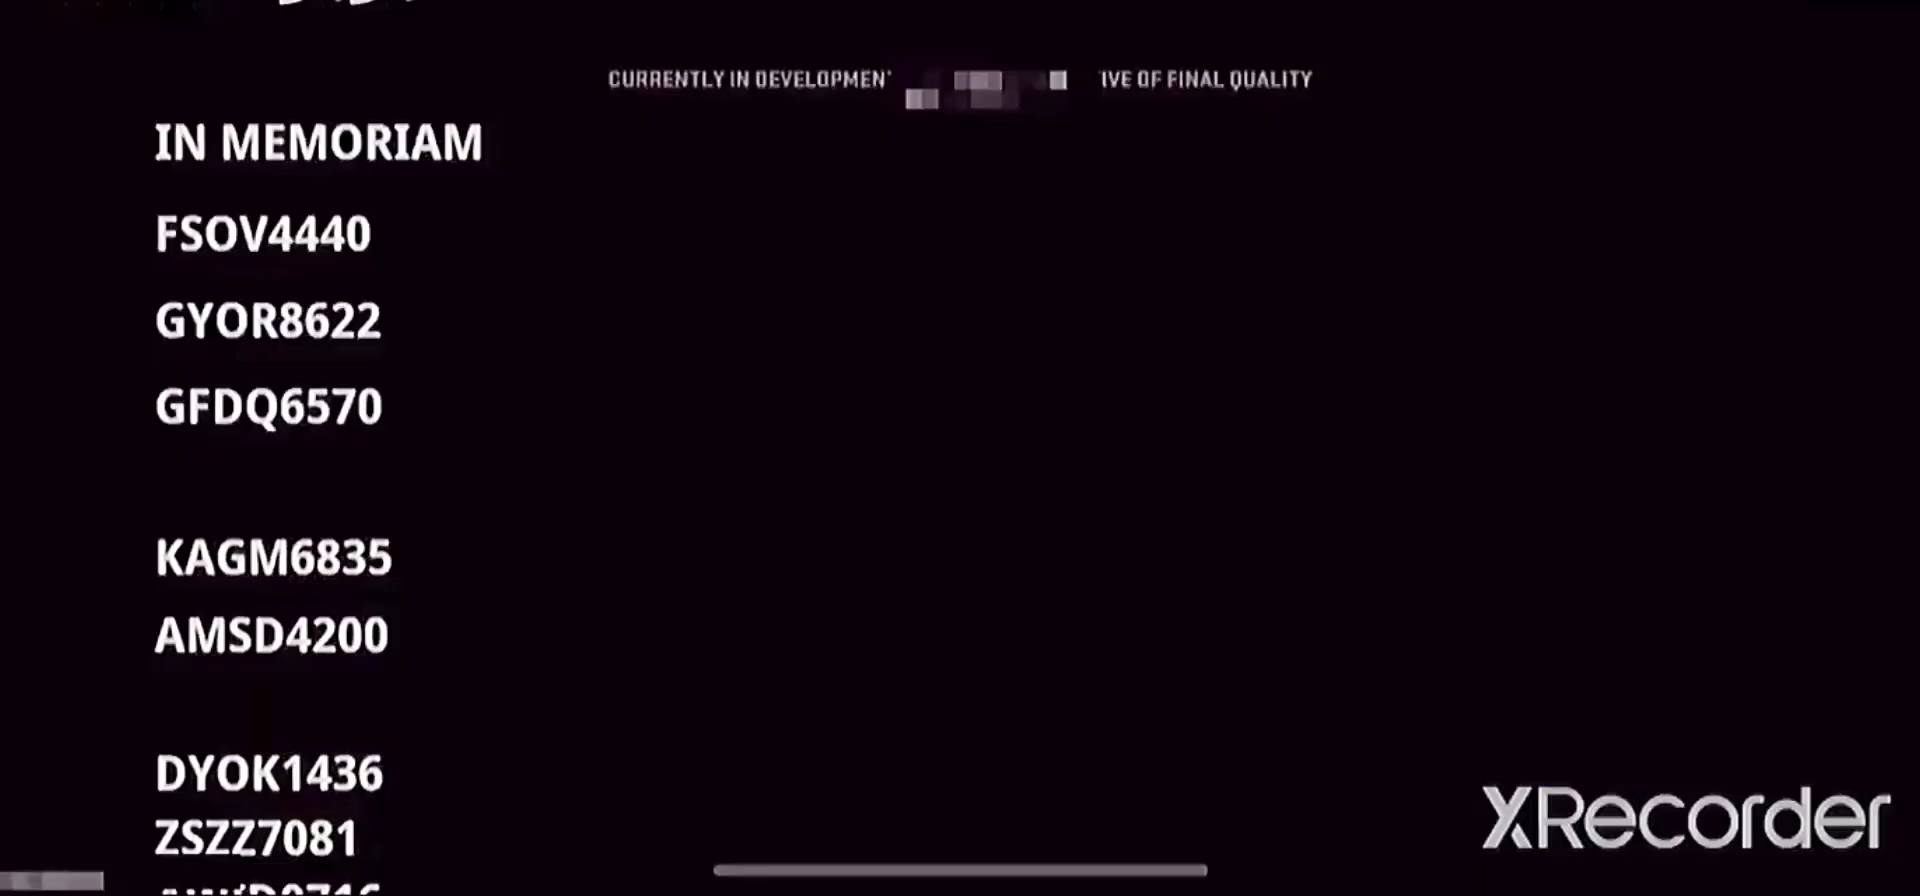 CURRENTLY IN DEVELOPMEN IVE OF FINAL QUALITY
IN MEMORIAM
FSOV4440
GYOR8622
GFDQ6570
KAGM6835
AMSD4200
DYOK1436
ZSZZ7081
XRecorder